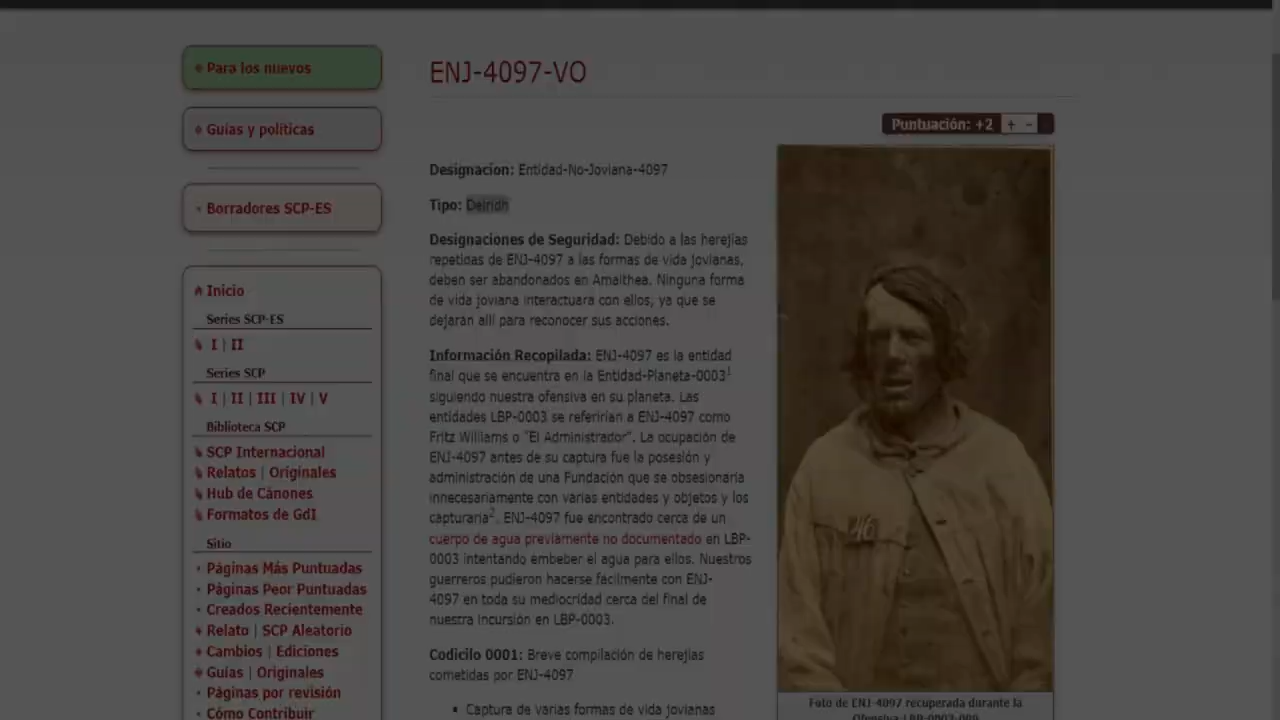 Para los nuevos
Guías y políticas
Borradores SCP-ES
Inicio
Series SCP-ES
I | II
Series SCP
I | II | III | IV | V
Biblioteca SCP
SCP Internacional
Relatos | Originales
Hub de Cánones
Formatos de GdI
Sitio
Páginas Más Puntuadas
Páginas Peor Puntuadas
Creados Recientemente
Relato | SCP Aleatorio
Cambios | Ediciones
Guías | Originales
Páginas por revisión
Cómo Contribuir
ENJ-4097-VO
Puntuación: +2 + -
Designación: Entidad-No-Joviana-4097
Tipo: Deiridh
Designaciones de Seguridad: Debido a las herejías
repetidas de ENJ-4097 a las formas de vida jovianas,
deben ser abandonados en Amalthea. Ninguna forma
de vida joviana interactuara con ellos, ya que se
dejaran allí para reconocer sus acciones.
Información Recopilada: ENJ-4097 es la entidad
final que se encuentra en la Entidad-Planeta-0003¹
siguiendo nuestra ofensiva en su planeta. Las
entidades LBP-0003 se referirían a ENJ-4097 como
Fritz Williams o "El Administrador". La ocupación de
ENJ-4097 antes de su captura fue la posesión y
administración de una Fundación que se obsesionaría
innecesariamente con varias entidades y objetos y los
capturaría². ENJ-4097 fue encontrado cerca de un
cuerpo de agua previamente no documentado en LBP-
0003 intentando embeber el agua para ellos. Nuestros
guerreros pudieron hacerse fácilmente con ENJ-
4097 en toda su mediocridad cerca del final de
nuestra incursión en LBP-0003.
Codicilo 0001: Breve compilación de herejías
cometidas por ENJ-4097
▪ Captura de varias formas de vida jovianas
46
Foto de ENJ-4097 recuperada durante la
Ofensiva LBP-0003-009